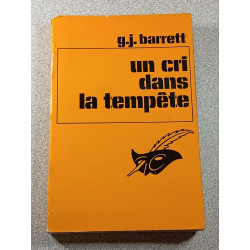 g.j. barrett
un cri
dans
la tempête